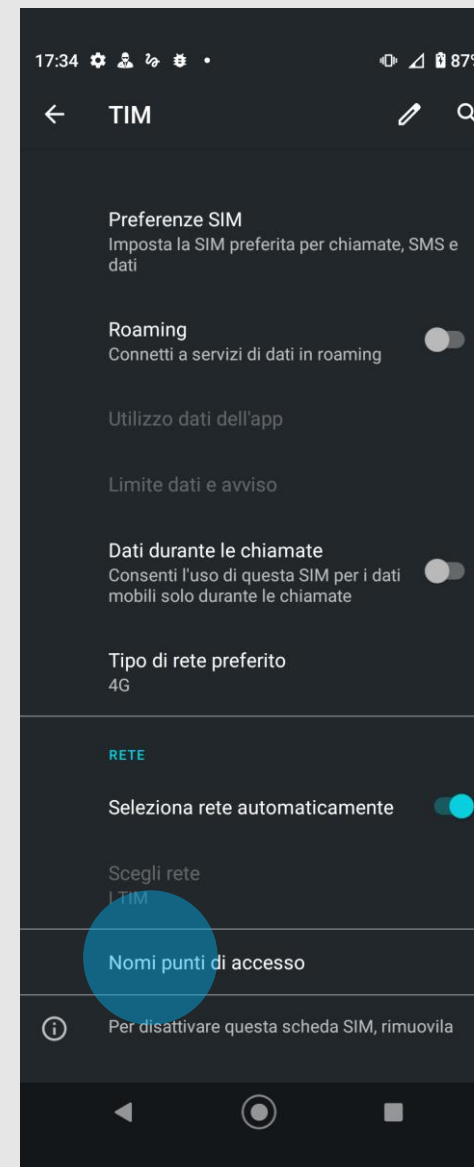 17:34
87%
TIM
Preferenze SIM
Imposta la SIM preferita per chiamate, SMS e
dati
Roaming
Connetti a servizi di dati in roaming
Utilizzo dati dell'app
Limite dati e avviso
Dati durante le chiamate
Consenti l'uso di questa SIM per i dati
mobili solo durante le chiamate
Tipo di rete preferito
4G
RETE
Seleziona rete automaticamente
Scegli rete
I TIM
Nomi punti di accesso
Per disattivare questa scheda SIM, rimuovila